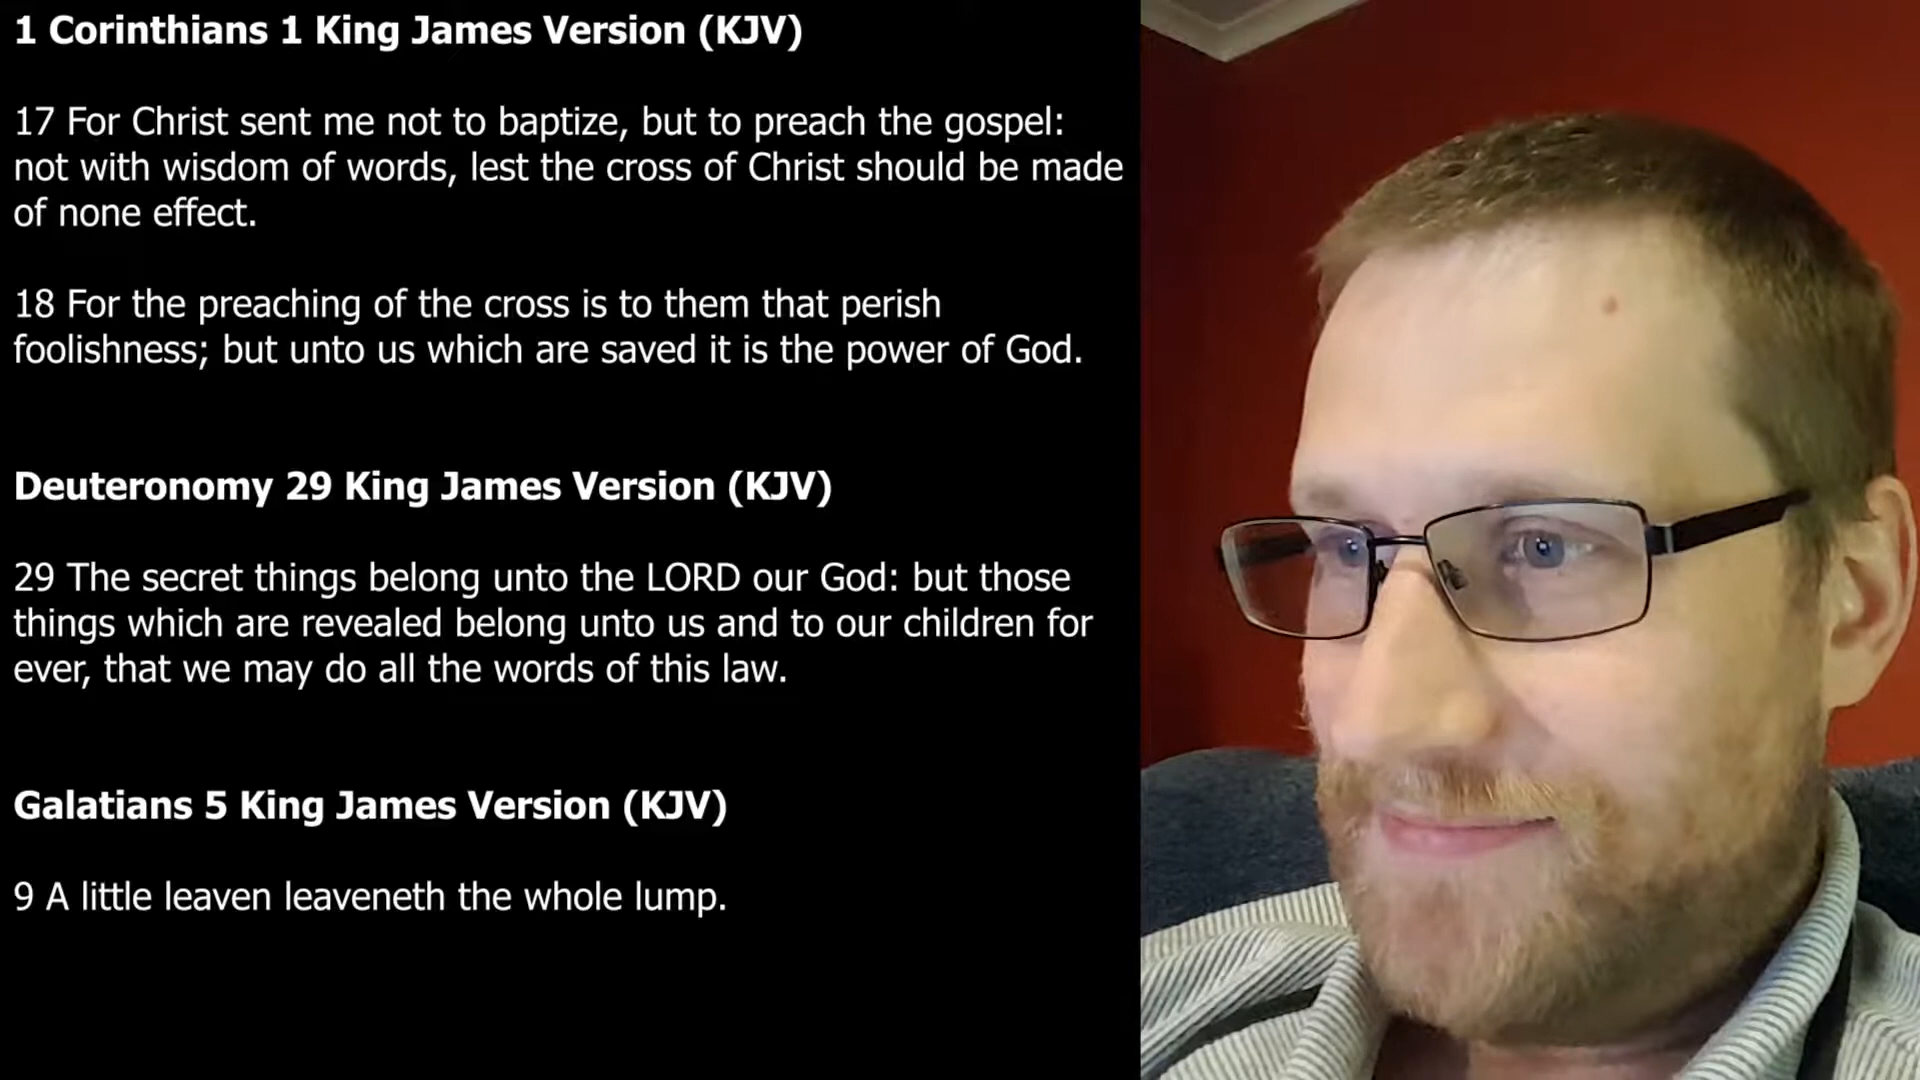 1 Corinthians 1 King James Version (KJV)
17 For Christ sent me not to baptize, but to preach the gospel:
not with wisdom of words, lest the cross of Christ should be made
of none effect.
18 For the preaching of the cross is to them that perish
foolishness; but unto us which are saved it is the power of God.
Deuteronomy 29 King James Version (KJV)
29 The secret things belong unto the LORD our God: but those
things which are revealed belong unto us and to our children for
ever, that we may do all the words of this law.
Galatians 5 King James Version (KJV)
9 A little leaven leaveneth the whole lump.